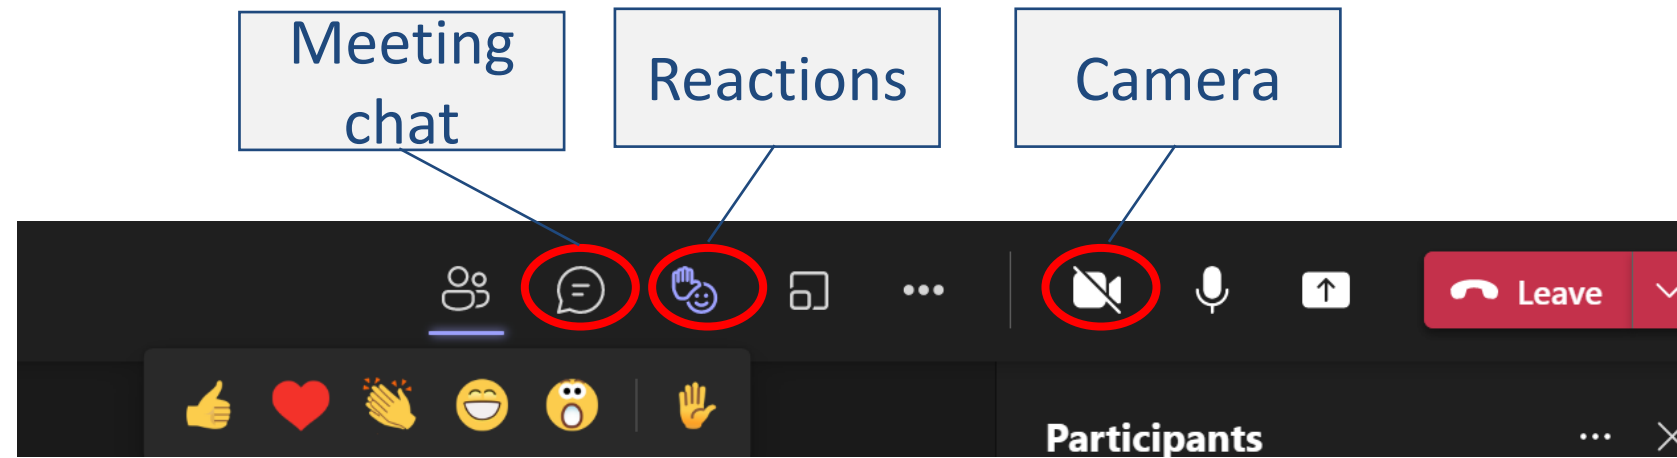 Meeting
chat
Reactions
Camera
Leave
Participants